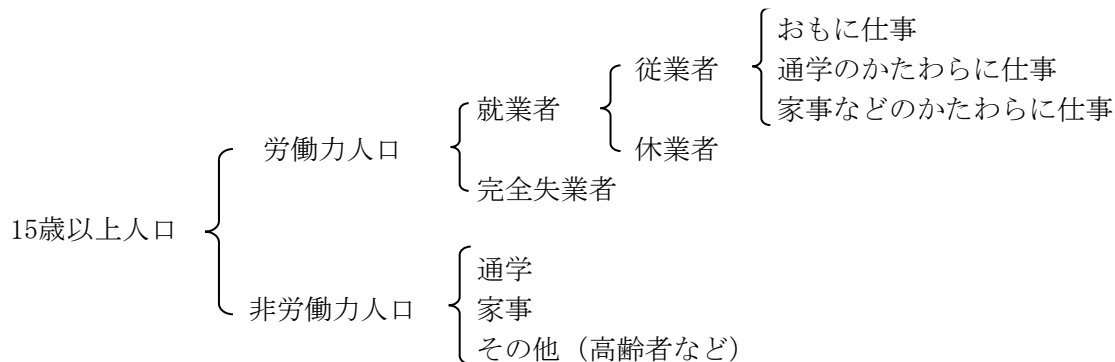 おもに仕事
従業者
通学のかたわらに仕事
家事などのかたわらに仕事
就業者
労働力人口
休業者
完全失業者
15歳以上人口
通学
非労働力人口
家事
その他（高齢者など）